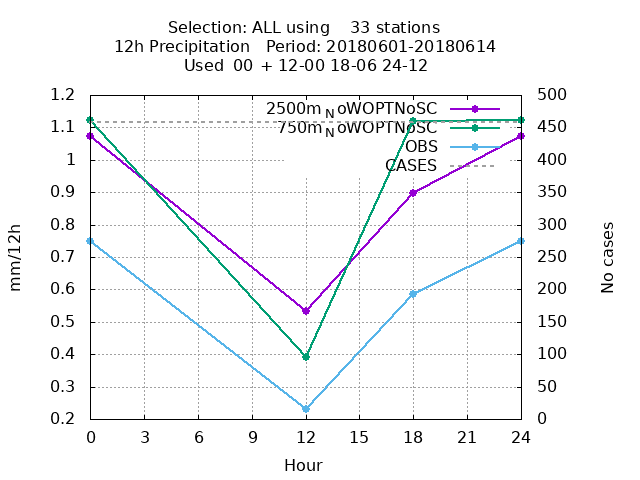 Selection: ALL using    33 stations
12h Precipitation   Period: 20180601-20180614
Used  00 + 12-00 18-06 24-12
1.2
1.1
1
0.9
0.8
0.7
0.6
0.5
0.4
0.3
0.2
500
450
400
350
300
250
200
150
100
50
0
2500m_NoWOPTNoSC
750m_NoWOPTNoSC
OBS
CASES
mm/12h
No cases
0 3 6 9 12 15 18 21 24
Hour